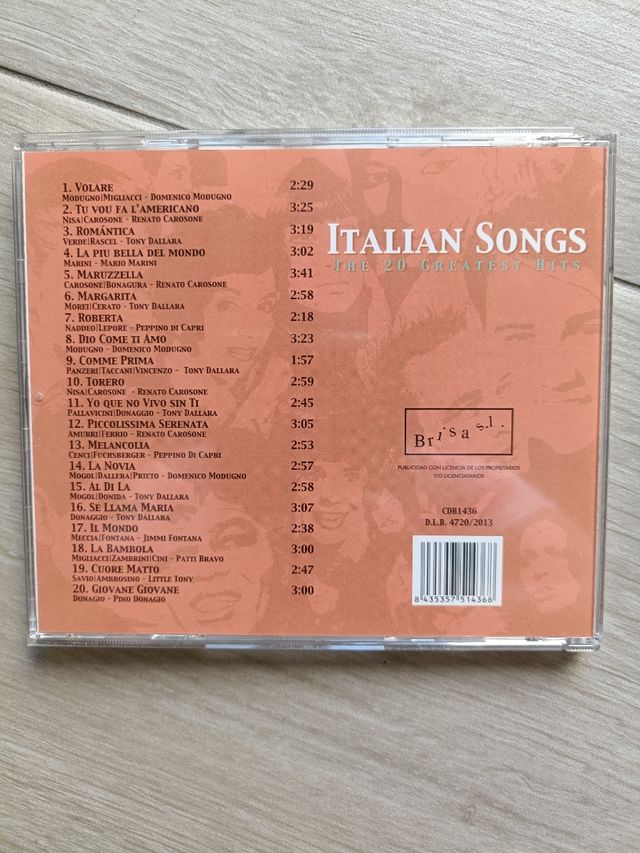 1. Volare 2:29
Modugno|Migliacci - Domenico Modugno
2. Tu vou fa l'americano 3:25
Nisa|Carosone - Renato Carosone
3. Romántica 3:19
Verde|Rascel - Tony Dallara
4. La piu bella del mondo 3:02
Marini - Mario Marini
5. Maruzzella 3:41
Carosone|Bonagura - Renato Carosone
6. Margarita 2:58
Morei|Cerato - Tony Dallara
7. Roberta 2:18
Naddeo|Lepore - Peppino di Capri
8. Dio Come ti Amo 3:23
Modugno - Domenico Modugno
9. Comme Prima 1:57
Panzeri|Taccani|Vincenzo - Tony Dallara
10. Torero 2:59
Nisa|Carosone - Renato Carosone
11. Yo que no Vivo sin Ti 2:45
Pallavicini|Donaggio - Tony Dallara
12. Piccolissima Serenata 3:05
Amurri|Ferrio - Renato Carosone
13. Melancolia 2:53
Cenci|Fuchsberger - Peppino Di Capri
14. La Novia 2:57
Mogol|Dallera|Prieto - Domenico Modugno
15. Al Di La 2:58
Mogol|Donida - Tony Dallara
16. Se Llama Maria 3:07
Donaggio - Tony Dallara
17. Il Mondo 2:38
Meccia|Fontana - Jimmi Fontana
18. La Bambola 3:00
Migliacci|Zambrini|Cini - Patti Bravo
19. Cuore Matto 2:47
Savio|Ambrosino - Little Tony
20. Giovane Giovane 3:00
Donagio - Pino Donagio
Italian Songs
The 20 Greatest Hits
Brisa s.l.
PUBLICIDAD CON LICENCIA DE LOS PROPIETARIOS
Y/O LICENCIATARIOS
CDB1436
D.L.B. 4720/2013
8 435357 514368